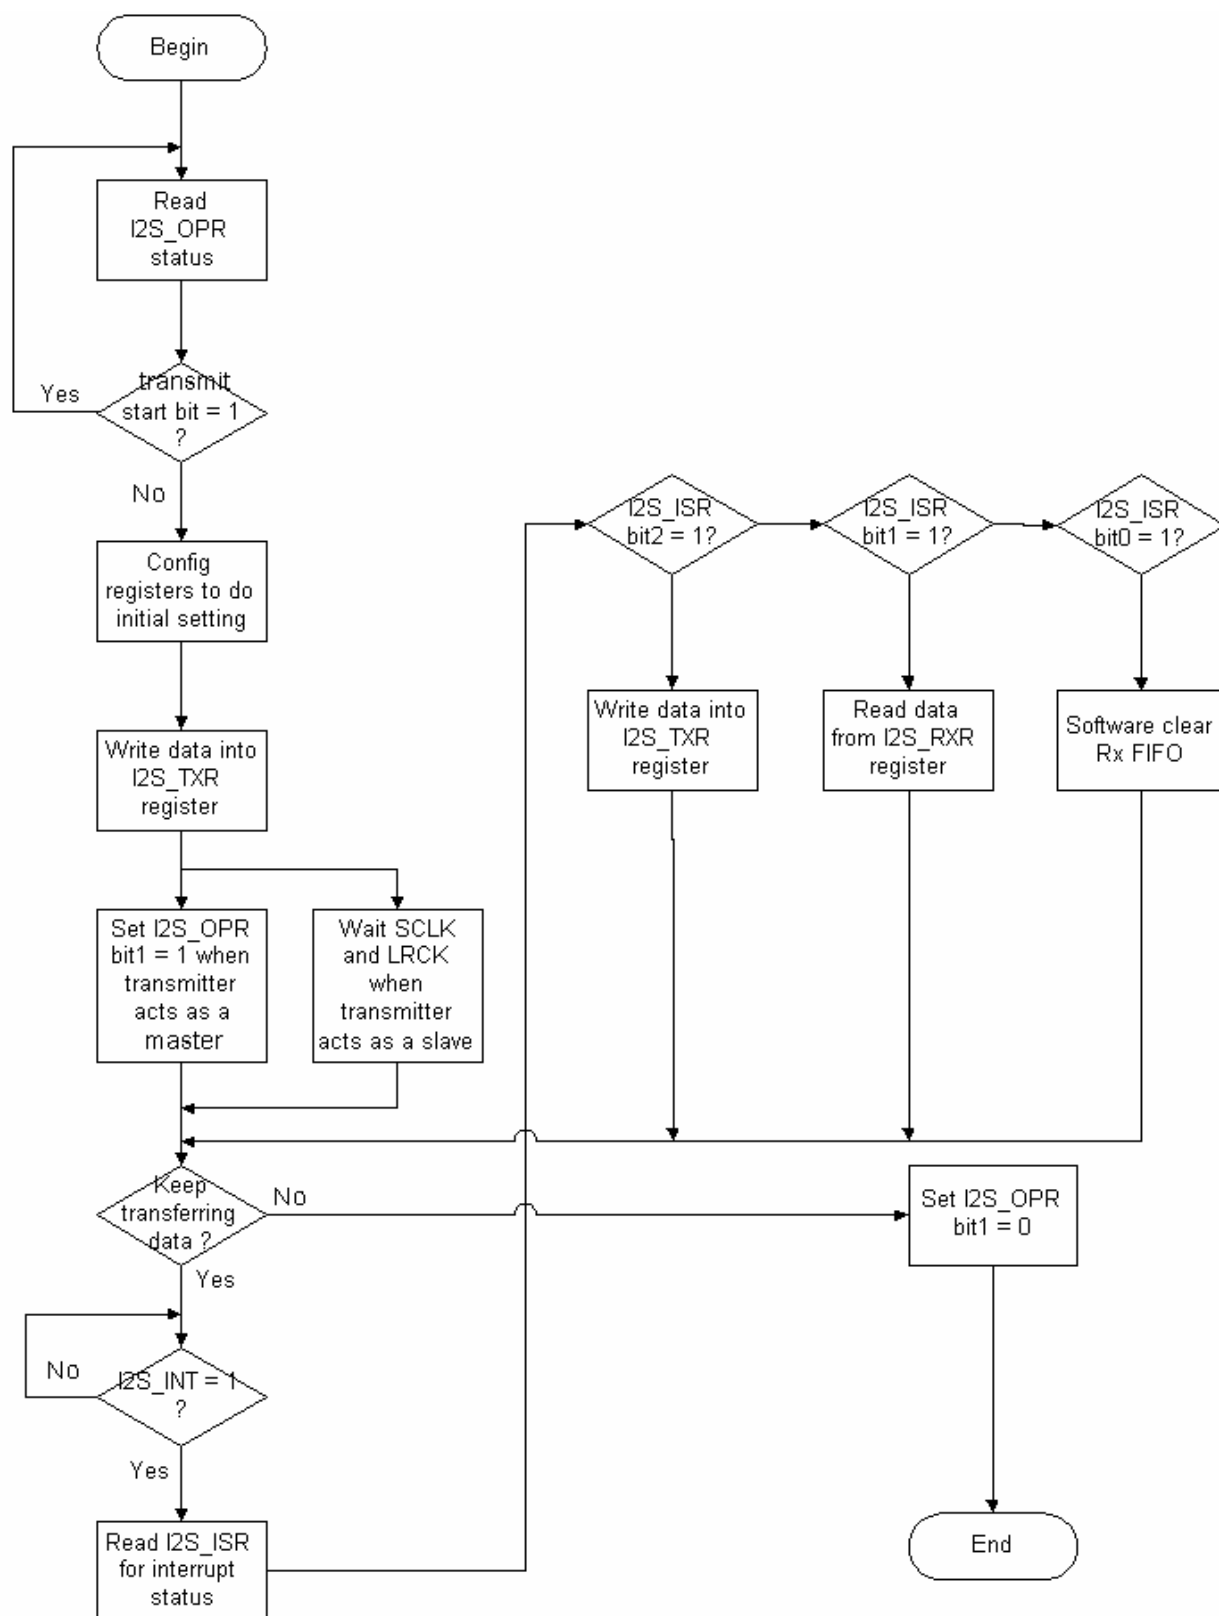 Begin
Read
I2S_OPR
status
transmit
start bit = 1
?
Yes
No
Config
registers to do
initial setting
Write data into
I2S_TXR
register
Set I2S_OPR
bit1 = 1 when
transmitter
acts as a
master
Wait SCLK
and LRCK
when
transmitter
acts as a slave
Keep
transferring
data ?
No
Yes
I2S_INT = 1
?
No
Yes
Read I2S_ISR
for interrupt
status
I2S_ISR
bit2 = 1?
I2S_ISR
bit1 = 1?
I2S_ISR
bit0 = 1?
Write data into
I2S_TXR
register
Read data
from I2S_RXR
register
Software clear
Rx FIFO
Set I2S_OPR
bit1 = 0
End